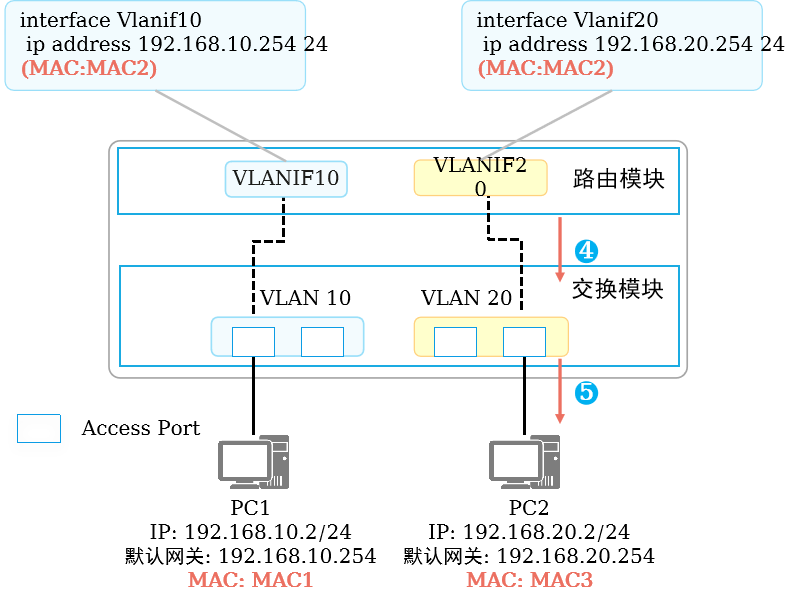 interface Vlanif10
ip address 192.168.10.254 24
(MAC:MAC2)
interface Vlanif20
ip address 192.168.20.254 24
(MAC:MAC2)
VLANIF10
VLANIF2
0
路由模块
4
交换模块
VLAN 10
VLAN 20
5
Access Port
PC1
IP: 192.168.10.2/24
默认网关: 192.168.10.254
MAC: MAC1
PC2
IP: 192.168.20.2/24
默认网关: 192.168.20.254
MAC: MAC3